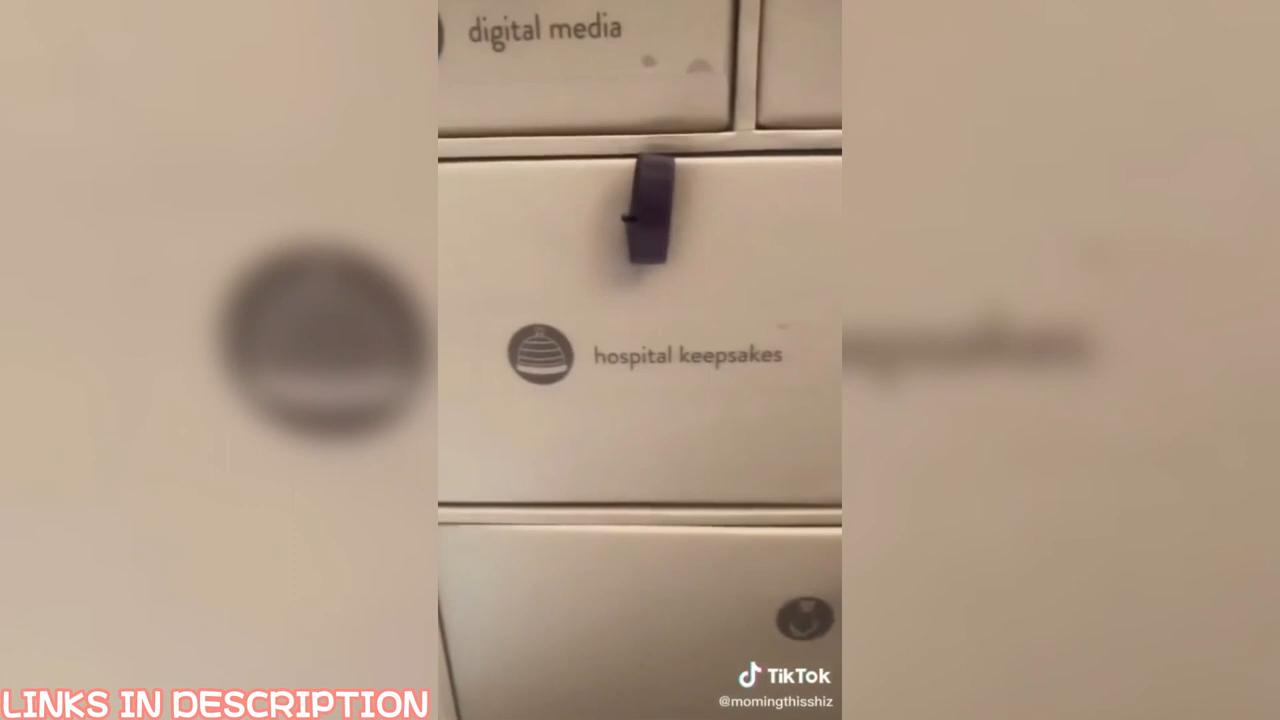 digital media
hospital keepsakes
TikTok
@momingthisshiz
LINKS IN DESCRIPTION